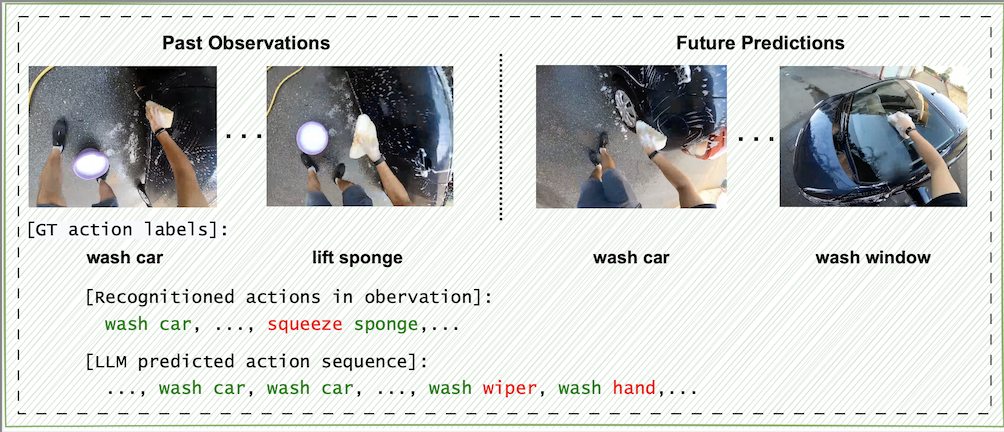 Past Observations Future Predictions
[GT action labels]:
wash car lift sponge wash car wash window
[Recognitioned actions in obervation]:
wash car, ..., squeeze sponge,...
[LLM predicted action sequence]:
..., wash car, wash car, ..., wash wiper, wash hand,...